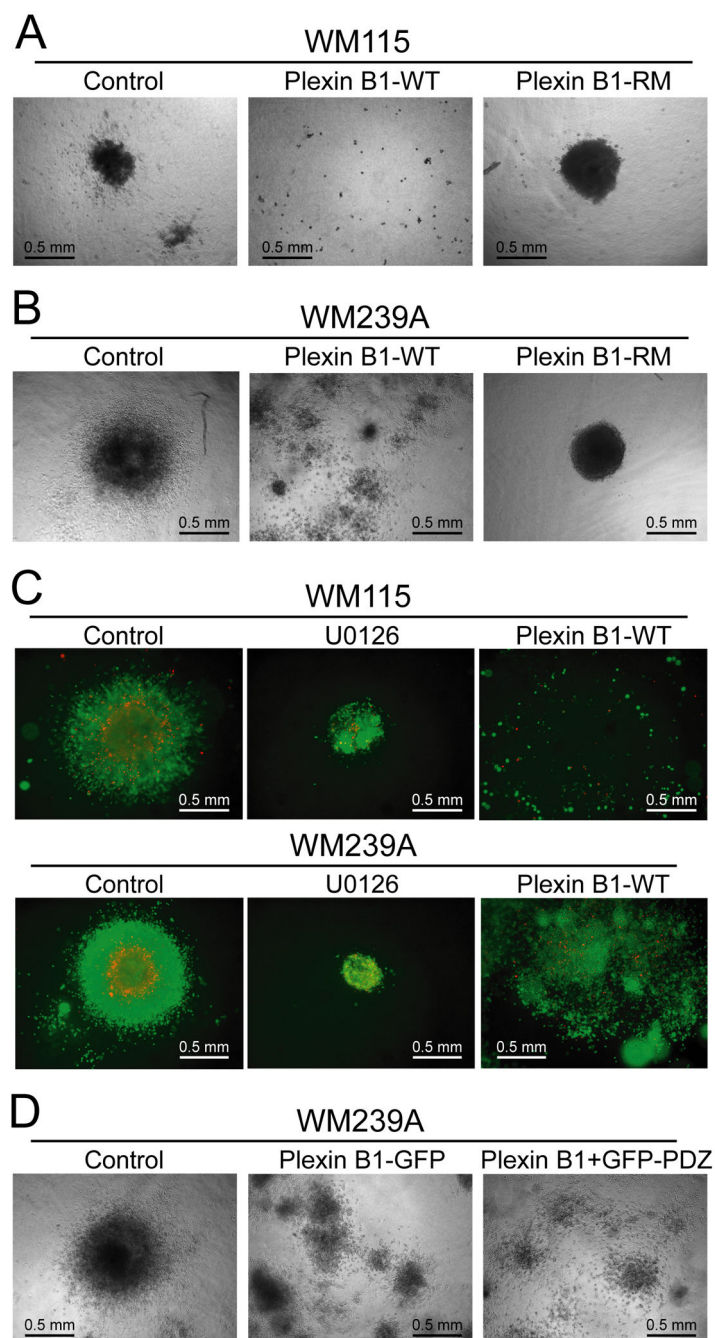 A
WM115
Control Plexin B1-WT Plexin B1-RM
0.5 mm 0.5 mm 0.5 mm
B
WM239A
Control Plexin B1-WT Plexin B1-RM
0.5 mm 0.5 mm 0.5 mm
C
WM115
Control U0126 Plexin B1-WT
0.5 mm 0.5 mm 0.5 mm
WM239A
Control U0126 Plexin B1-WT
0.5 mm 0.5 mm 0.5 mm
D
WM239A
Control Plexin B1-GFP Plexin B1+GFP-PDZ
0.5 mm 0.5 mm 0.5 mm